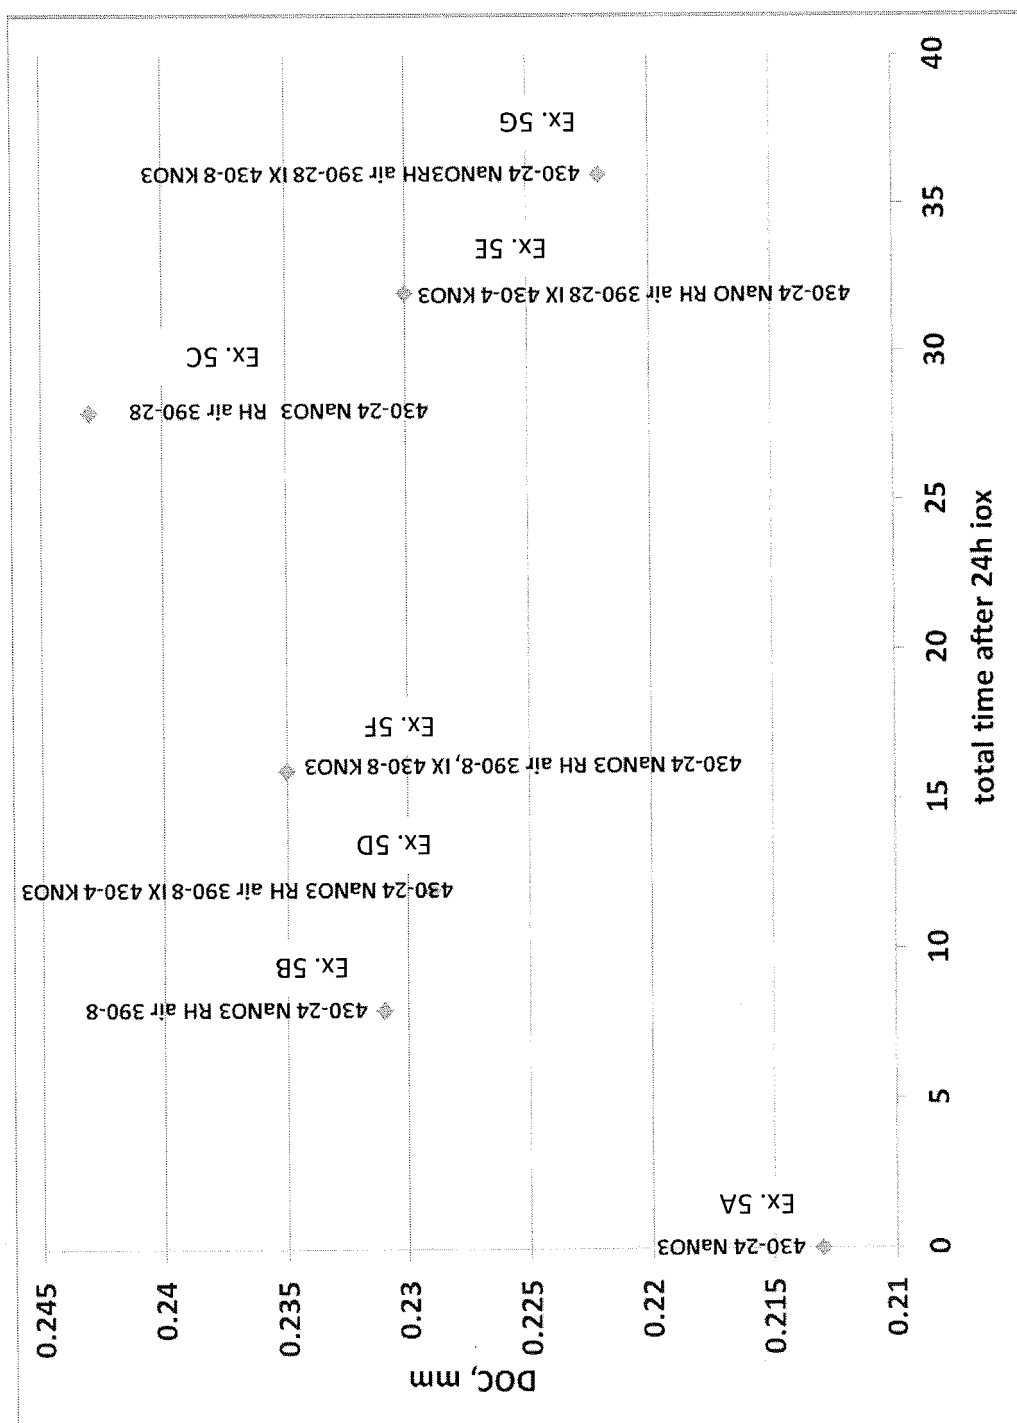 0.245
0.24
0.235
0.23
0.225
0.22
0.215
0.21
DOC, mm
0
5
10
15
20
25
30
35
40
total time after 24h iox
430-24 NaNO3
Ex. 5A
430-24 NaNO3 RH air 390-8
Ex. 5B
430-24 NaNO3 RH air 390-8 IX 430-4 KNO3
Ex. 5D
430-24 NaNO3 RH air 390-8, IX 430-8 KNO3
Ex. 5F
430-24 NaNO3 RH air 390-28
Ex. 5C
430-24 NaNO RH air 390-28 IX 430-4 KNO3
Ex. 5E
430-24 NaNO3RH air 390-28 IX 430-8 KNO3
Ex. 5G